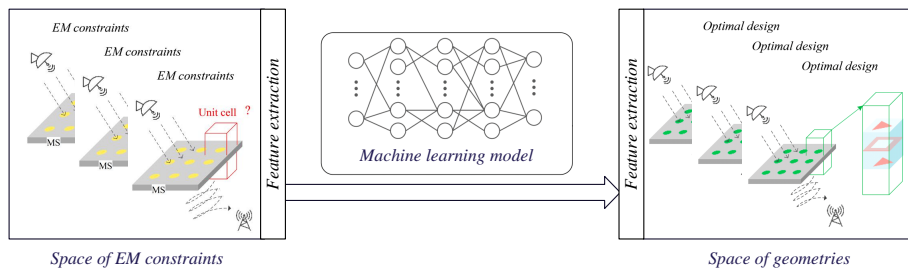 EM constraints
EM constraints
EM constraints
Unit cell ?
MS
MS
MS
Feature extraction
Machine learning model
Feature extraction
Optimal design
Optimal design
Optimal design
Space of EM constraints
Space of geometries